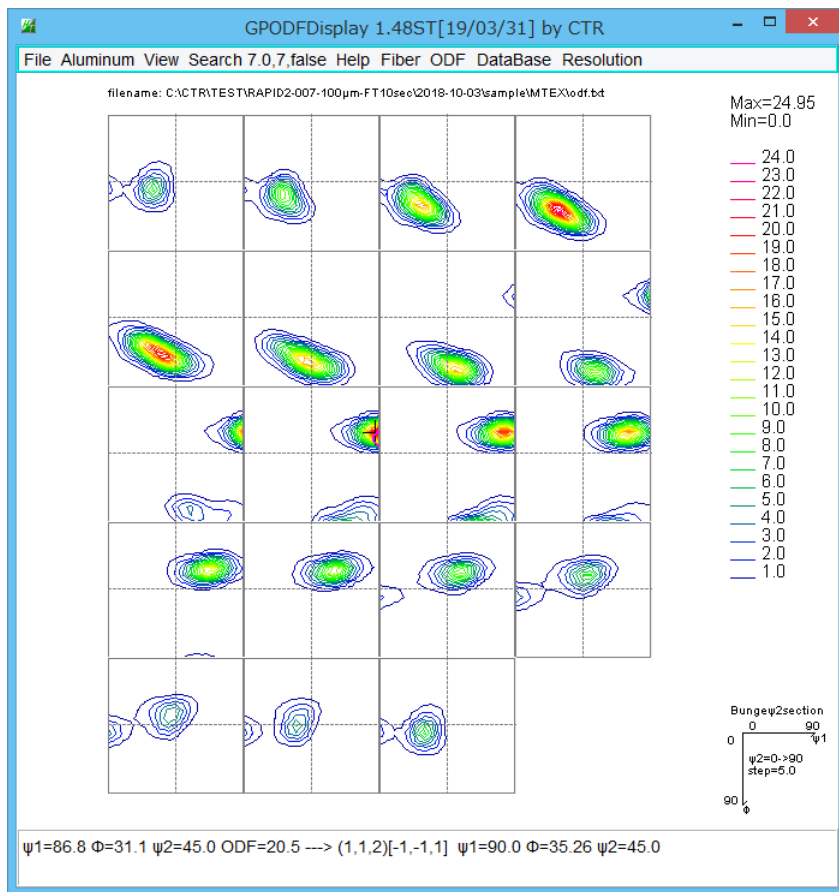 GPODFDisplay 1.48ST[19/03/31] by CTR
File Aluminum View Search 7.0,7,false Help Fiber ODF DataBase Resolution
filename: C:\CTR\TEST\RAPID2-007-100μm-FT10sec\2018-10-03\sample\MTEX\odf.txt
Max=24.95
Min=0.0
24.0
23.0
22.0
21.0
20.0
19.0
18.0
17.0
16.0
15.0
14.0
13.0
12.0
11.0
10.0
9.0
8.0
7.0
6.0
5.0
4.0
3.0
2.0
1.0
Bungeψ2section
0 90
0 ψ1
ψ2=0->90
step=5.0
90
Φ
ψ1=86.8 Φ=31.1 ψ2=45.0 ODF=20.5 ---> (1,1,2)[-1,-1,1] ψ1=90.0 Φ=35.26 ψ2=45.0